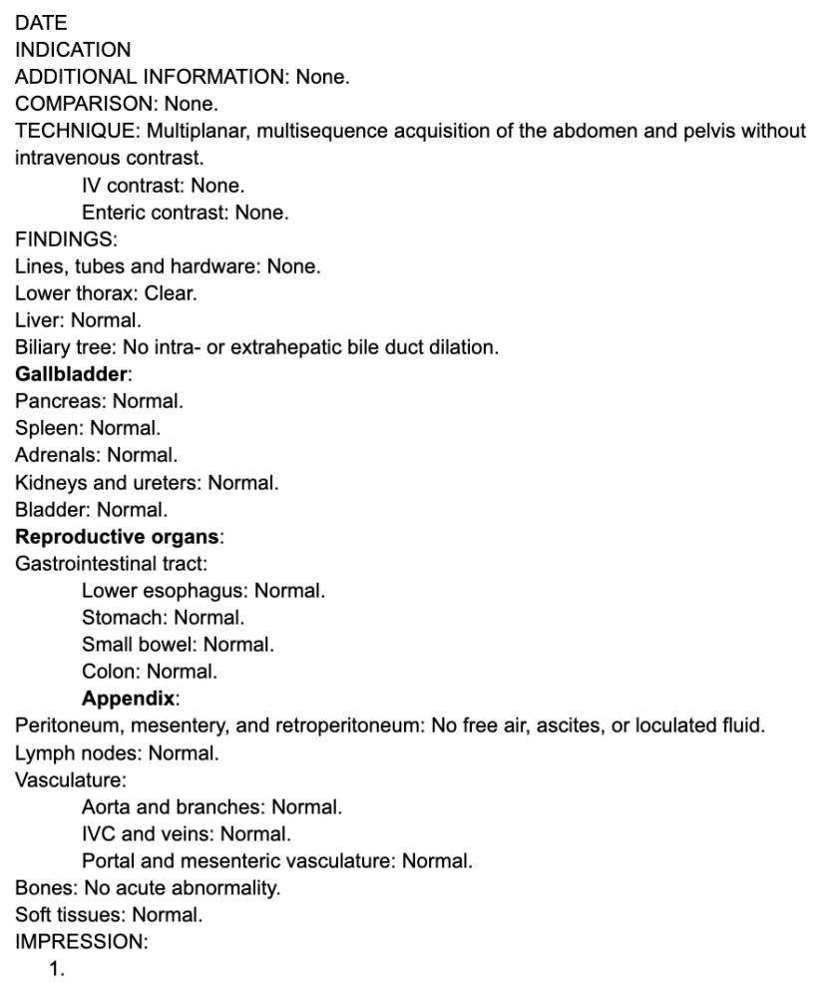 DATE
INDICATION
ADDITIONAL INFORMATION: None.
COMPARISON: None.
TECHNIQUE: Multiplanar, multisequence acquisition of the abdomen and pelvis without
intravenous contrast.
IV contrast: None.
Enteric contrast: None.
FINDINGS:
Lines, tubes and hardware: None.
Lower thorax: Clear.
Liver: Normal.
Biliary tree: No intra- or extrahepatic bile duct dilation.
Gallbladder:
Pancreas: Normal.
Spleen: Normal.
Adrenals: Normal.
Kidneys and ureters: Normal.
Bladder: Normal.
Reproductive organs:
Gastrointestinal tract:
Lower esophagus: Normal.
Stomach: Normal.
Small bowel: Normal.
Colon: Normal.
Appendix:
Peritoneum, mesentery, and retroperitoneum: No free air, ascites, or loculated fluid.
Lymph nodes: Normal.
Vasculature:
Aorta and branches: Normal.
IVC and veins: Normal.
Portal and mesenteric vasculature: Normal.
Bones: No acute abnormality.
Soft tissues: Normal.
IMPRESSION:
1.